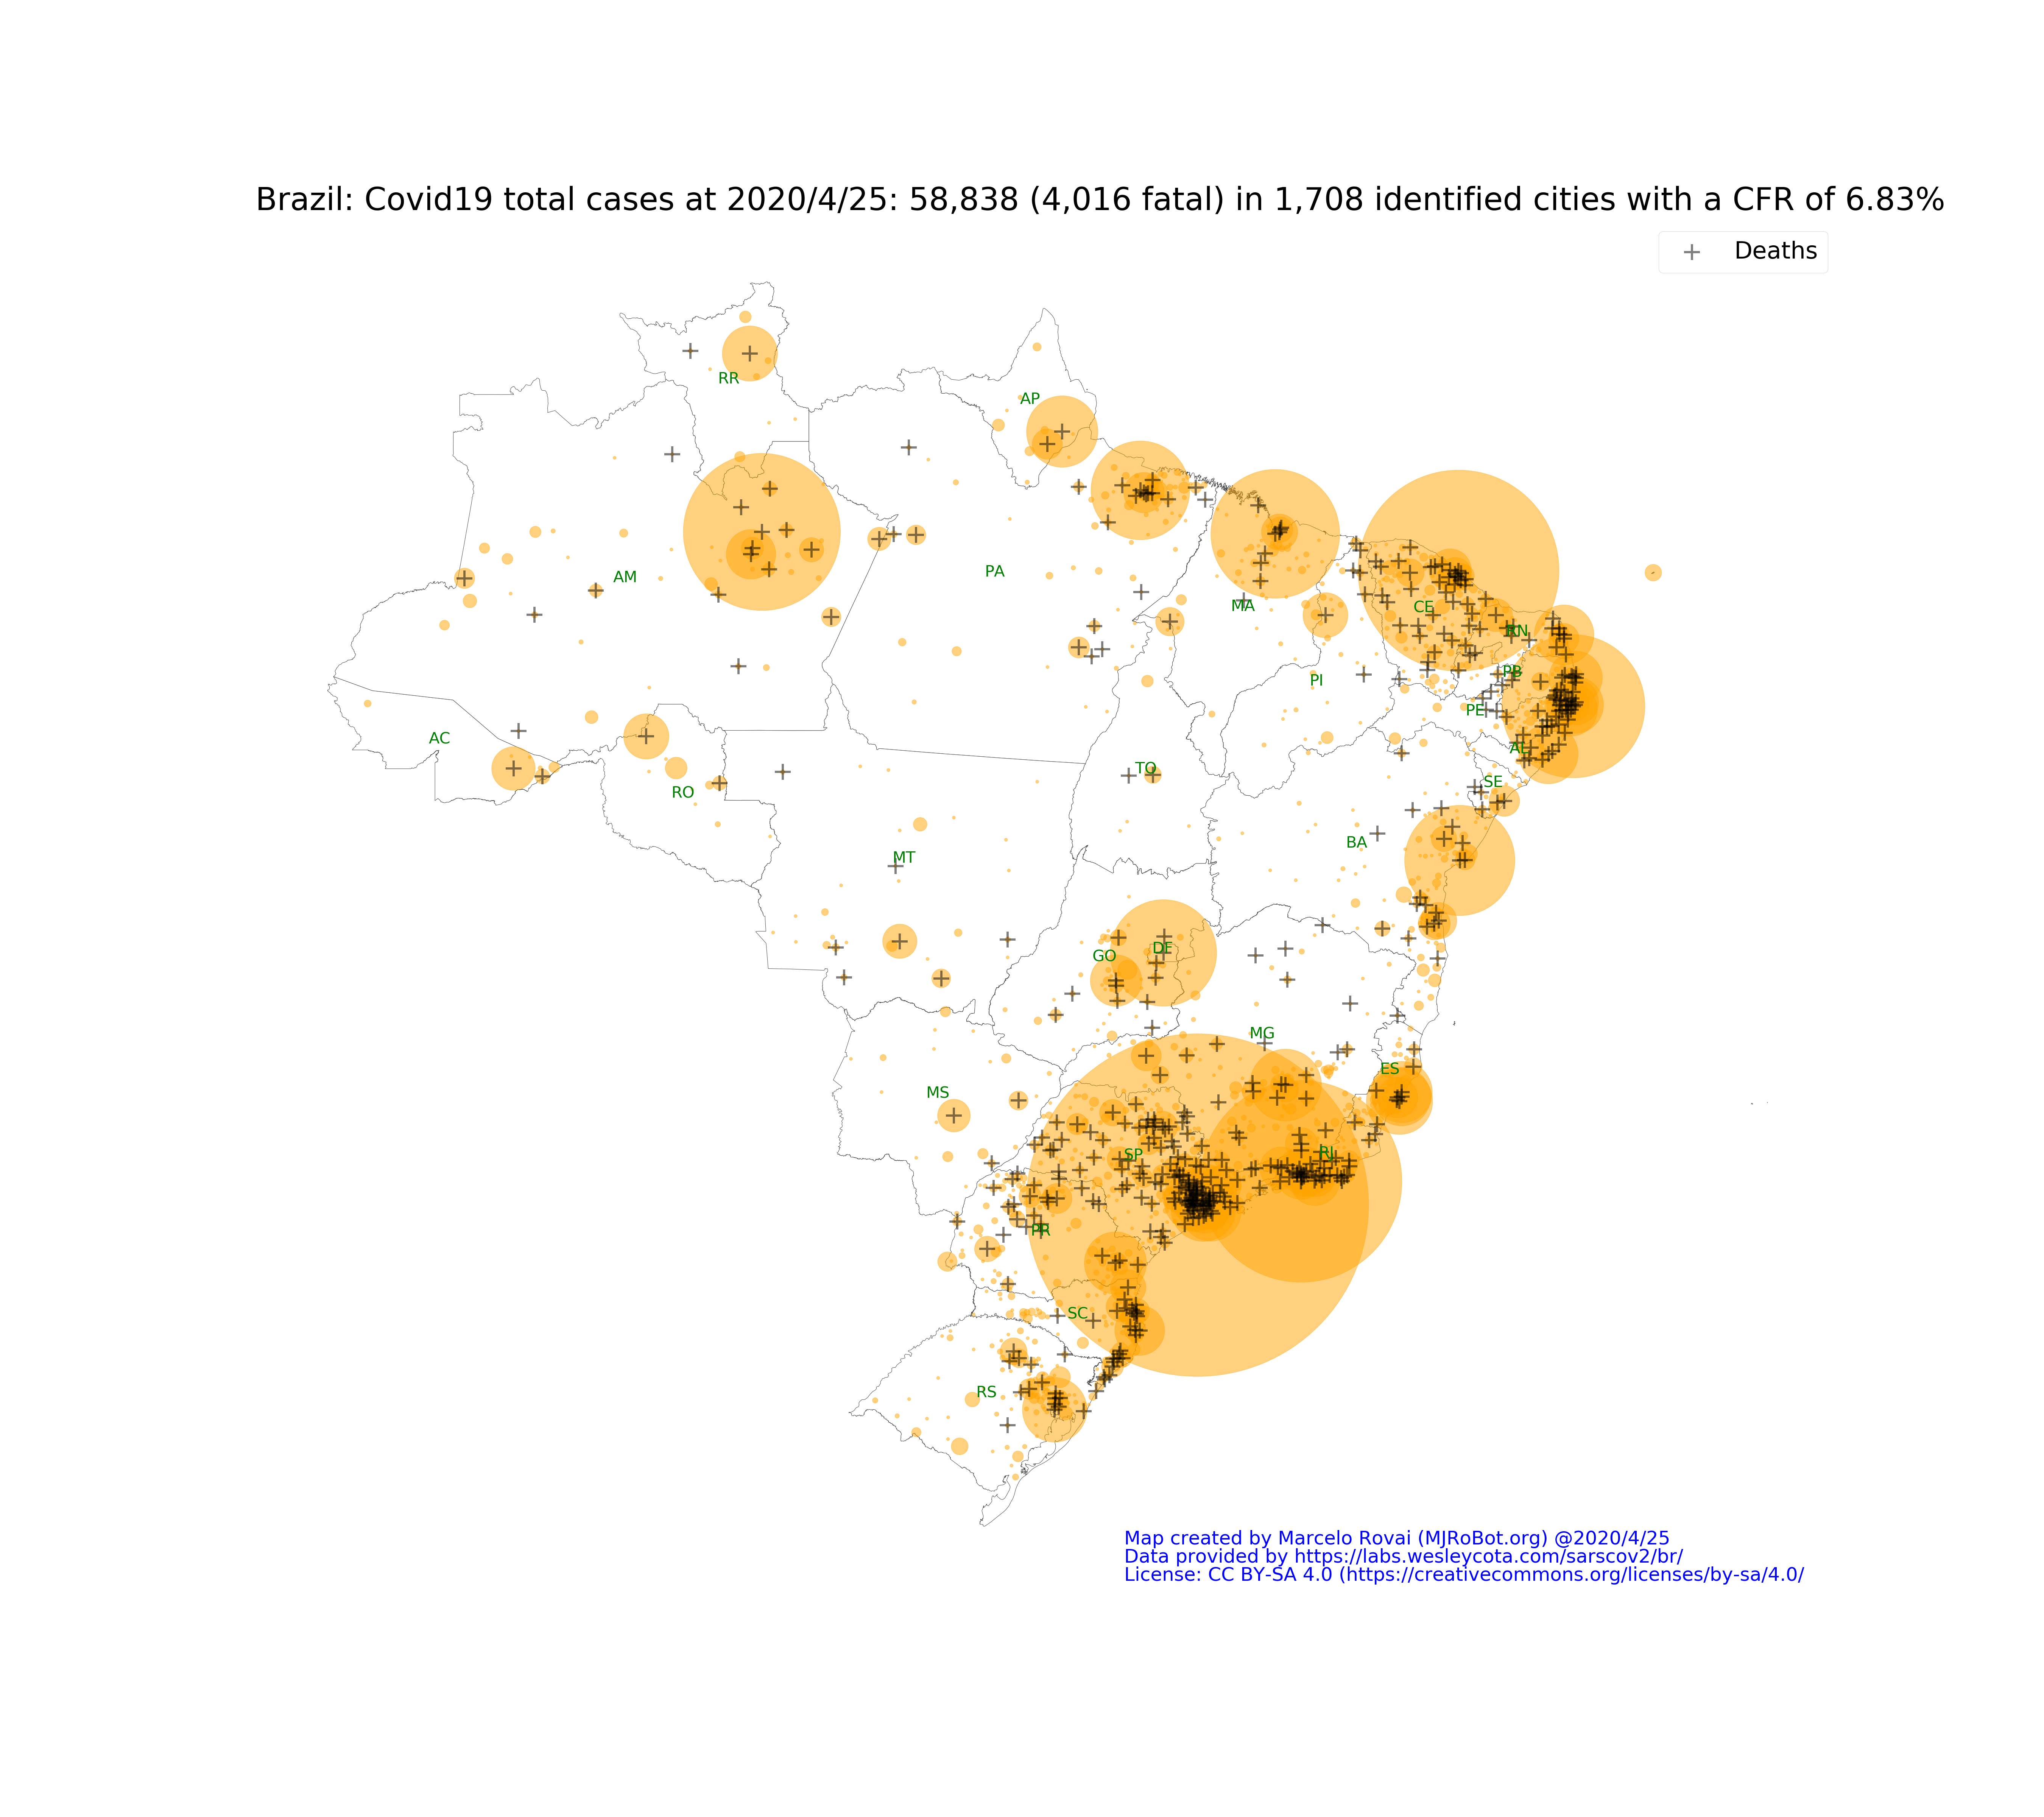 Brazil: Covid19 total cases at 2020/4/25: 58,838 (4,016 fatal) in 1,708 identified cities with a CFR of 6.83%
Deaths
RR
AP
AM
PA
MA
CE
RN
PB
PI
PE
AC
AL
TO
SE
RO
BA
MT
DF
GO
MG
ES
MS
RJ
SP
PR
SC
RS
Map created by Marcelo Rovai (MJRoBot.org) @2020/4/25
Data provided by https://labs.wesleycota.com/sarscov2/br/
License: CC BY-SA 4.0 (https://creativecommons.org/licenses/by-sa/4.0/